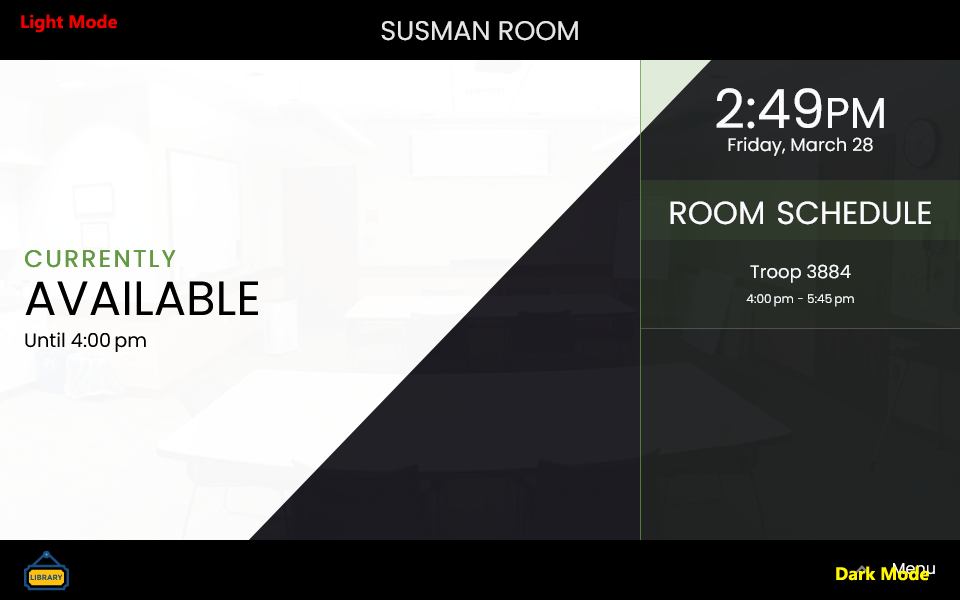 Light Mode
SUSMAN ROOM
2:49PM
Friday, March 28
ROOM SCHEDULE
Troop 3884
4:00 pm - 5:45 pm
CURRENTLY
AVAILABLE
Until 4:00 pm
LIBRARY
Dark Mode
Menu